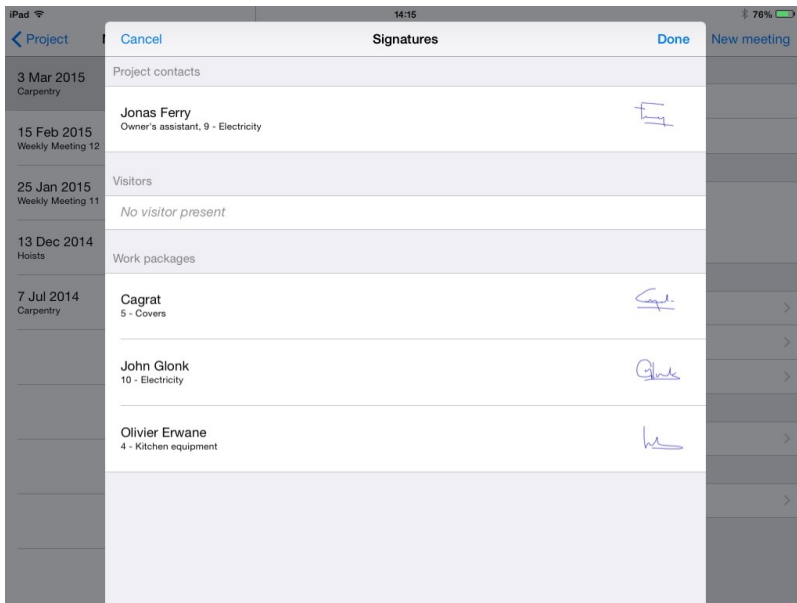 iPad 14:15 76%
Project Cancel Signatures Done New meeting
Project contacts
3 Mar 2015
Carpentry
Jonas Ferry
Owner's assistant, 9 - Electricity
15 Feb 2015
Weekly Meeting 12
Visitors
25 Jan 2015
Weekly Meeting 11
No visitor present
13 Dec 2014
Hoists
Work packages
7 Jul 2014
Carpentry
Cagrat
5 - Covers
John Glonk
10 - Electricity
Glonk
Olivier Erwane
4 - Kitchen equipment